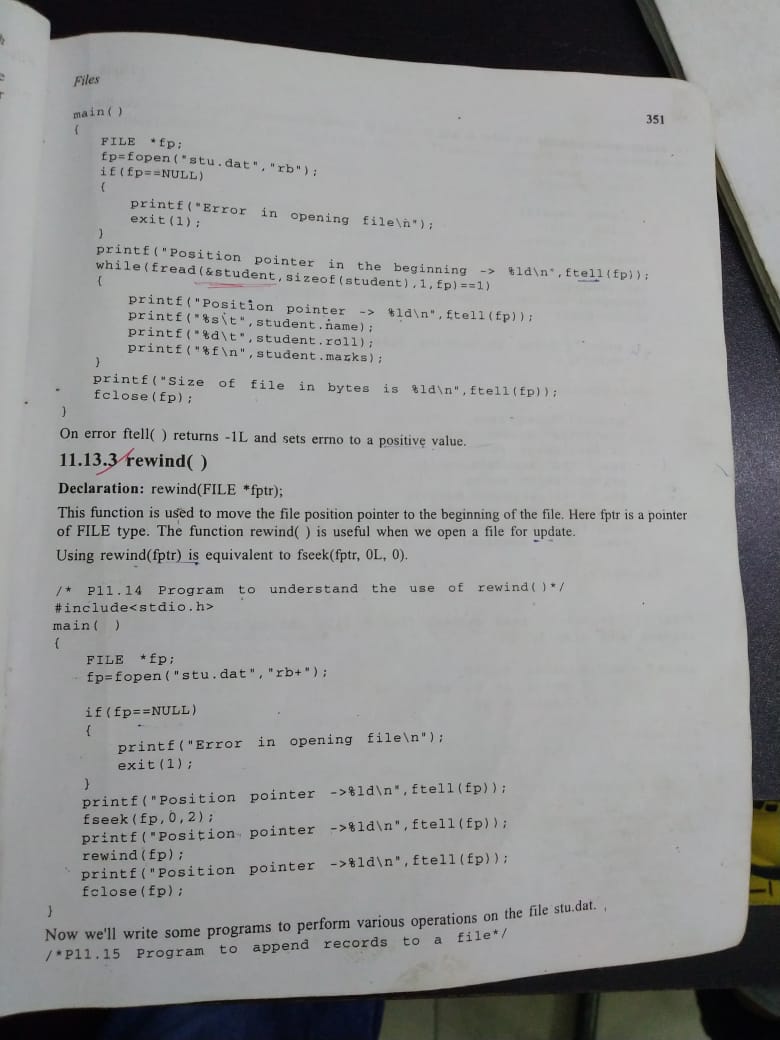 Files
351
main( )
{
FILE *fp;
fp=fopen("stu.dat","rb");
if(fp==NULL)
{
printf("Error in opening file\n");
exit(1);
}
printf("Position pointer in the beginning -> %ld\n",ftell(fp));
while(fread(&student,sizeof(student),1,fp)==1)
{
printf("Position pointer -> %ld\n",ftell(fp));
printf("%s\t",student.name);
printf("%d\t",student.roll);
printf("%f\n",student.marks);
}
printf("Size of file in bytes is %ld\n",ftell(fp));
fclose(fp);
}
On error ftell( ) returns -1L and sets errno to a positive value.
11.13.3 rewind( )
Declaration: rewind(FILE *fptr);
This function is used to move the file position pointer to the beginning of the file. Here fptr is a pointer
of FILE type. The function rewind( ) is useful when we open a file for update.
Using rewind(fptr) is equivalent to fseek(fptr, 0L, 0).
/* P11.14 Program to understand the use of rewind()*/
#include<stdio.h>
main( )
{
FILE *fp;
fp=fopen("stu.dat","rb+");
if(fp==NULL)
{
printf("Error in opening file\n");
exit(1);
}
printf("Position pointer ->%ld\n",ftell(fp));
fseek(fp,0,2);
printf("Position pointer ->%ld\n",ftell(fp));
rewind(fp);
printf("Position pointer ->%ld\n",ftell(fp));
fclose(fp);
}
Now we'll write some programs to perform various operations on the file stu.dat.
/*P11.15 Program to append records to a file*/